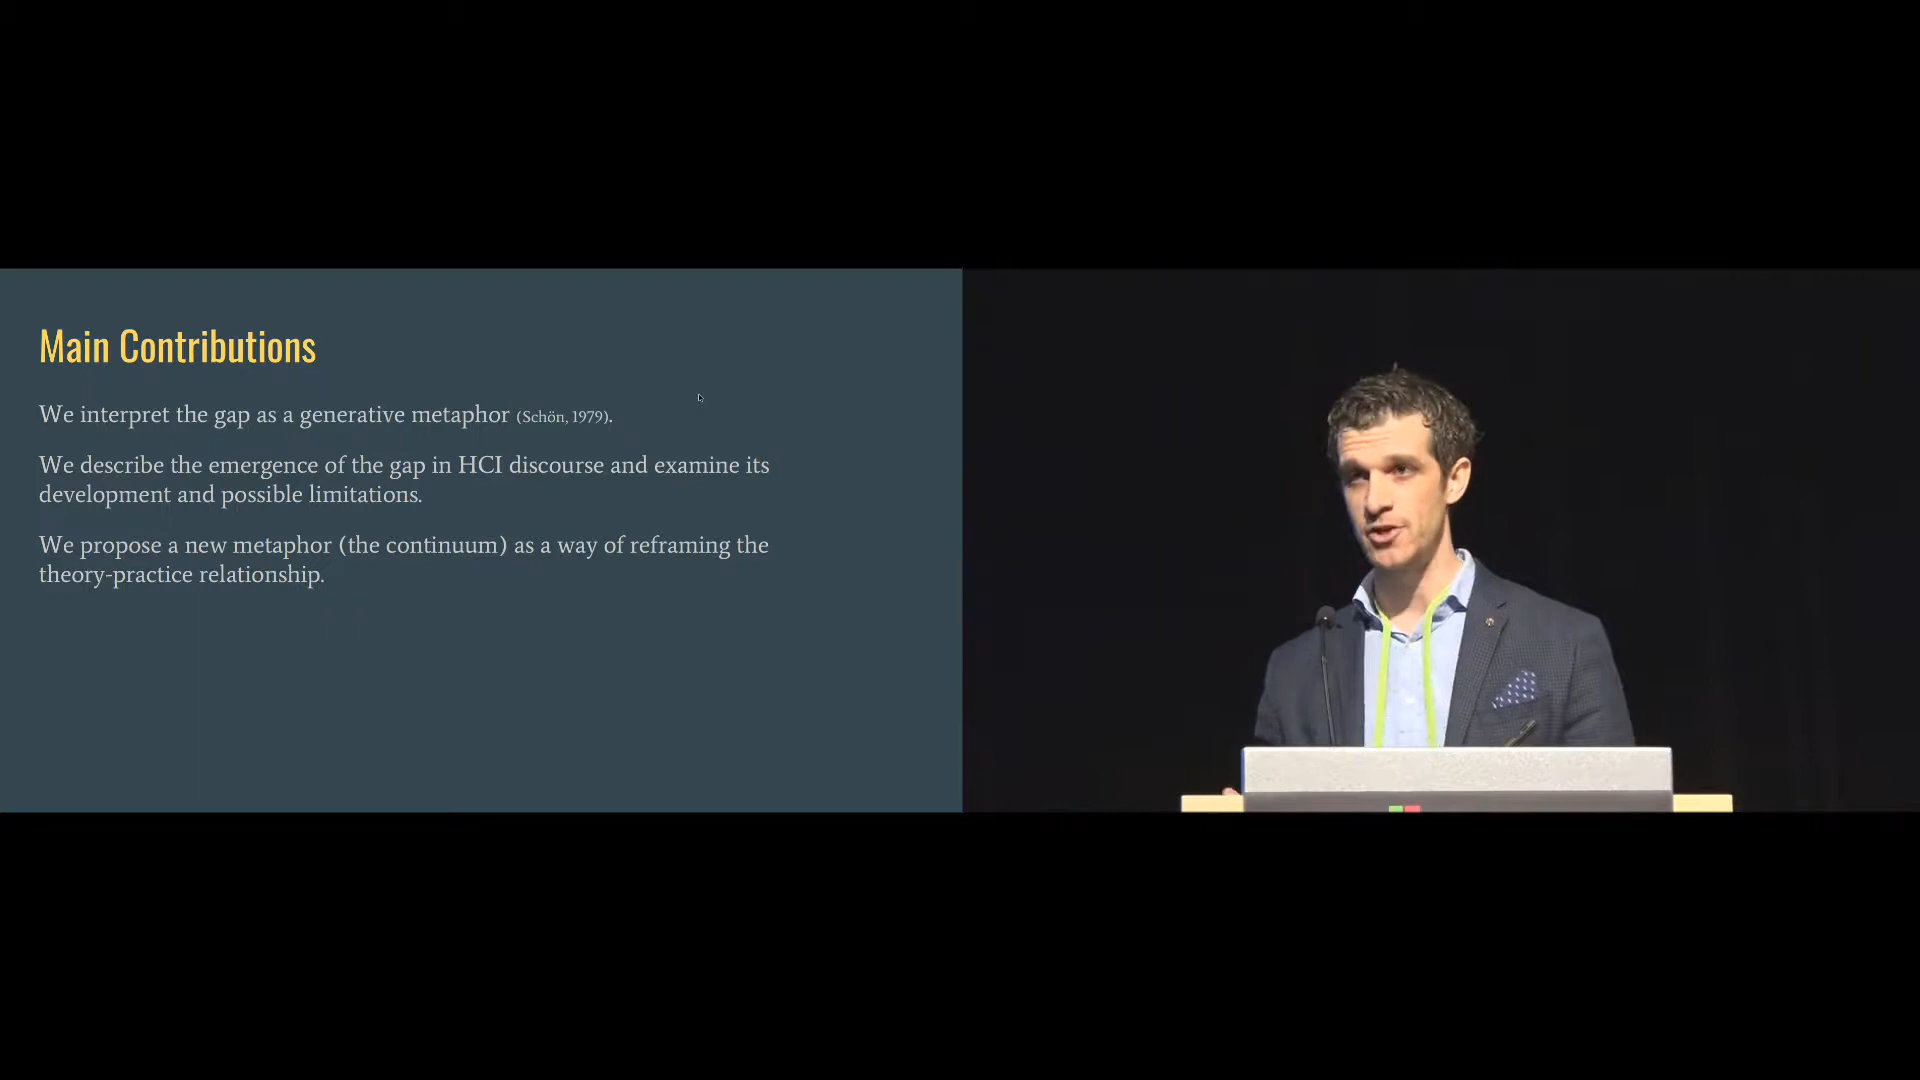 Main Contributions
We interpret the gap as a generative metaphor (Schön, 1979).
We describe the emergence of the gap in HCI discourse and examine its
development and possible limitations.
We propose a new metaphor (the continuum) as a way of reframing the
theory-practice relationship.